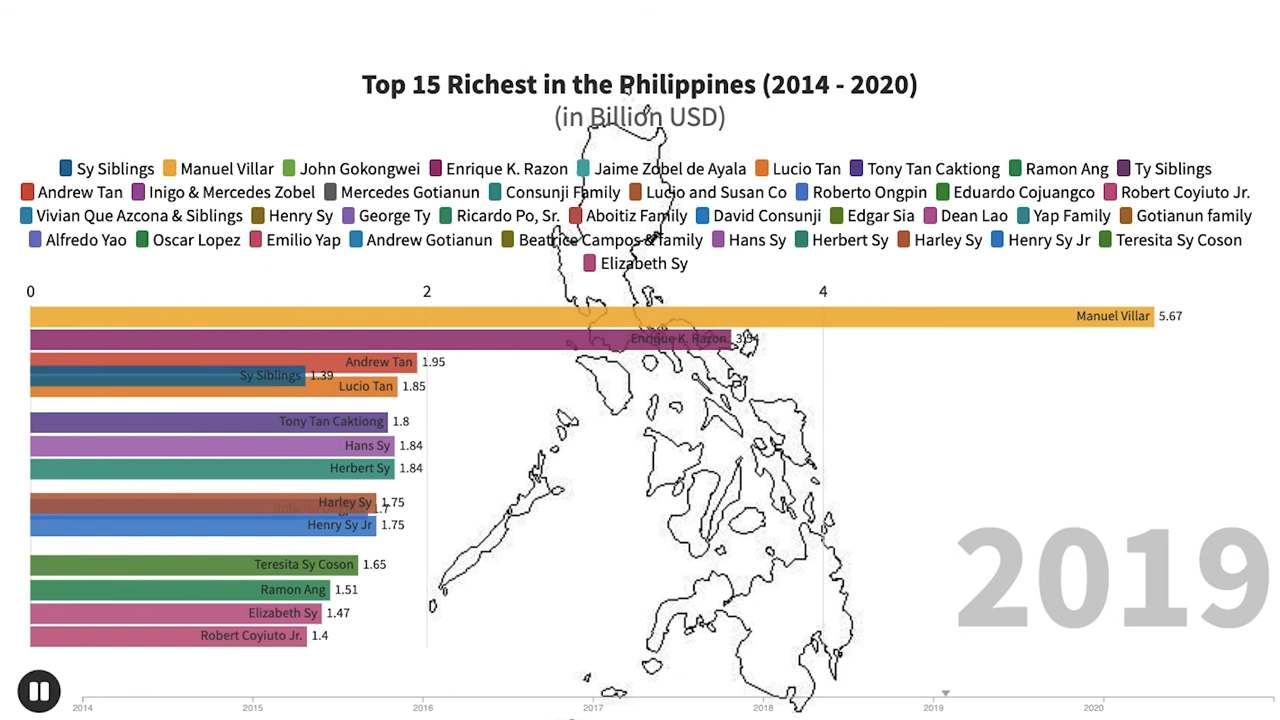 Top 15 Richest in the Philippines (2014 - 2020)
(in Billion USD)
Sy Siblings Manuel Villar John Gokongwei Enrique K. Razon Jaime Zobel de Ayala Lucio Tan Tony Tan Caktiong Ramon Ang Ty Siblings
Andrew Tan Inigo & Mercedes Zobel Mercedes Gotianun Consunji Family Lucio and Susan Co Roberto Ongpin Eduardo Cojuangco Robert Coyiuto Jr.
Vivian Que Azcona & Siblings Henry Sy George Ty Ricardo Po, Sr. Aboitiz Family David Consunji Edgar Sia Dean Lao Yap Family Gotianun family
Alfredo Yao Oscar Lopez Emilio Yap Andrew Gotianun Beatrice Campos & family Hans Sy Herbert Sy Harley Sy Henry Sy Jr Teresita Sy Coson
Elizabeth Sy
0 2 4
Manuel Villar 5.67
Enrique K. Razon 3.54
Andrew Tan 1.95
Sy Siblings 1.39
Lucio Tan 1.85
Tony Tan Caktiong 1.8
Hans Sy 1.84
Herbert Sy 1.84
Harley Sy 1.75
Henry Sy Jr 1.75
Teresita Sy Coson 1.65
Ramon Ang 1.51
Elizabeth Sy 1.47
Robert Coyiuto Jr. 1.4
2019
2014 2015 2016 2017 2018 2019 2020